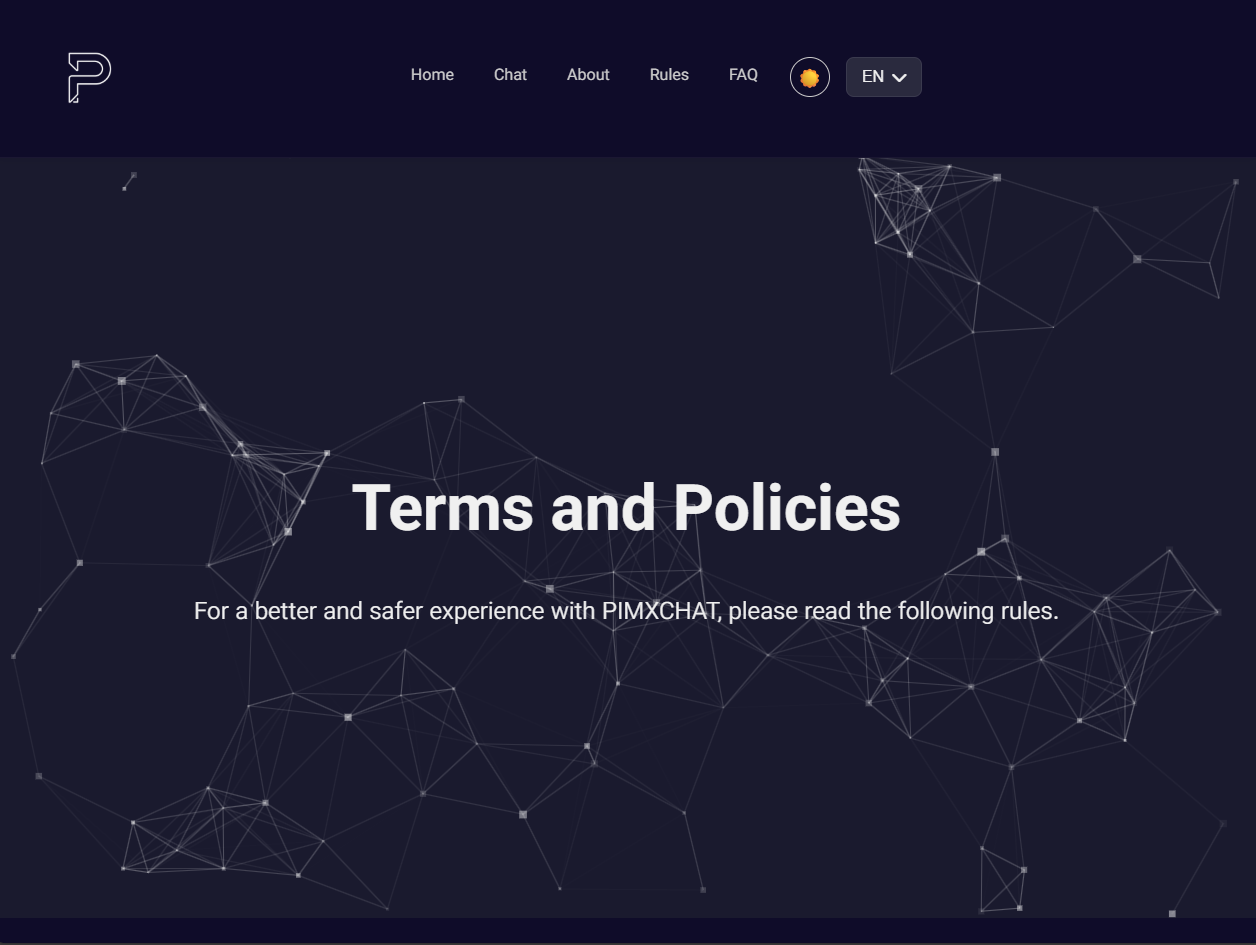 P
Home Chat About Rules FAQ EN
Terms and Policies
For a better and safer experience with PIMXCHAT, please read the following rules.